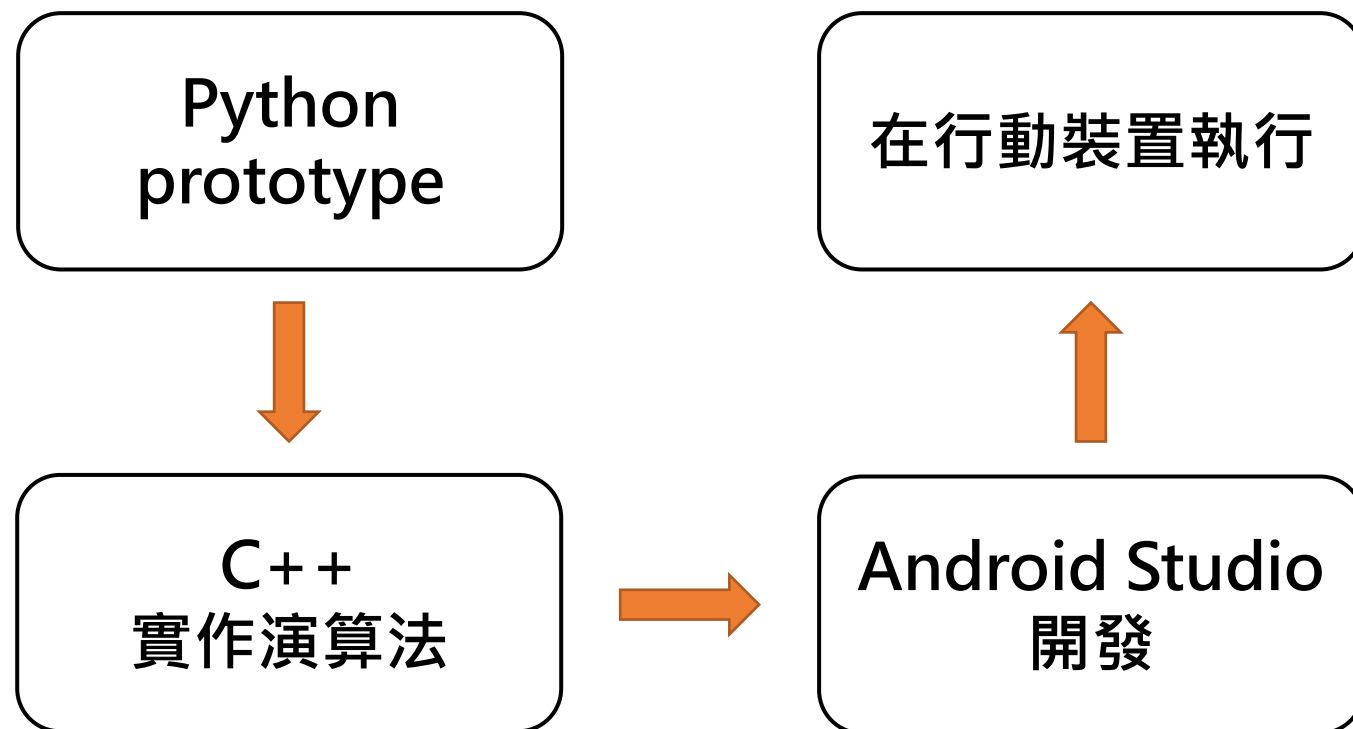 Python
prototype
C++
實作演算法
Android Studio
開發
在行動裝置執行